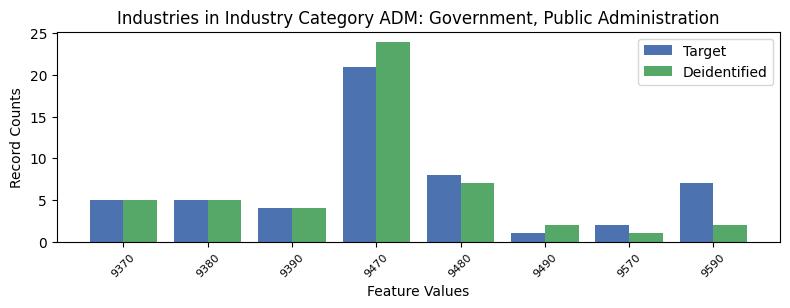 Industries in Industry Category ADM: Government, Public Administration
25
20
15
10
5
0
Record Counts
Target
Deidentified
9370
9380
9390
9470
9480
9490
9570
9590
Feature Values